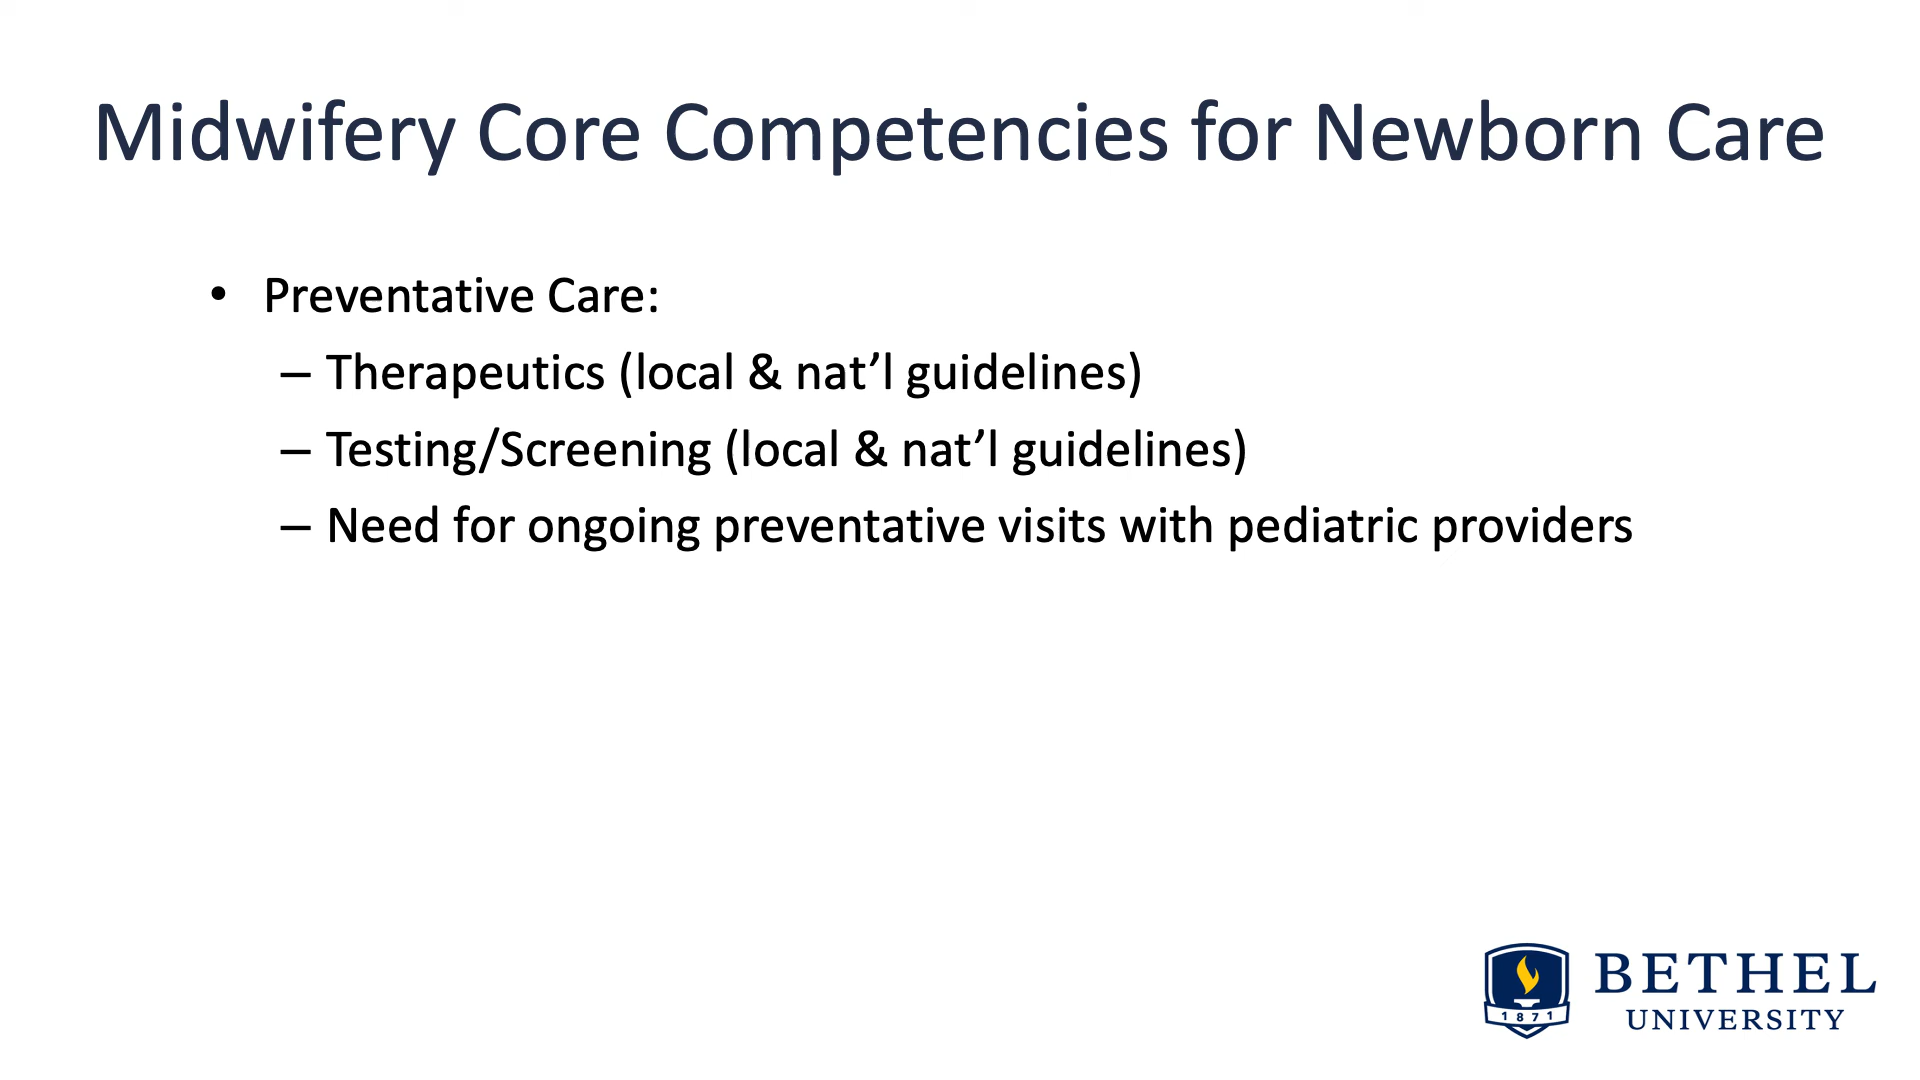 Midwifery Core Competencies for Newborn Care
• Preventative Care:
– Therapeutics (local & nat’l guidelines)
– Testing/Screening (local & nat’l guidelines)
– Need for ongoing preventative visits with pediatric providers
1871
BETHEL
UNIVERSITY